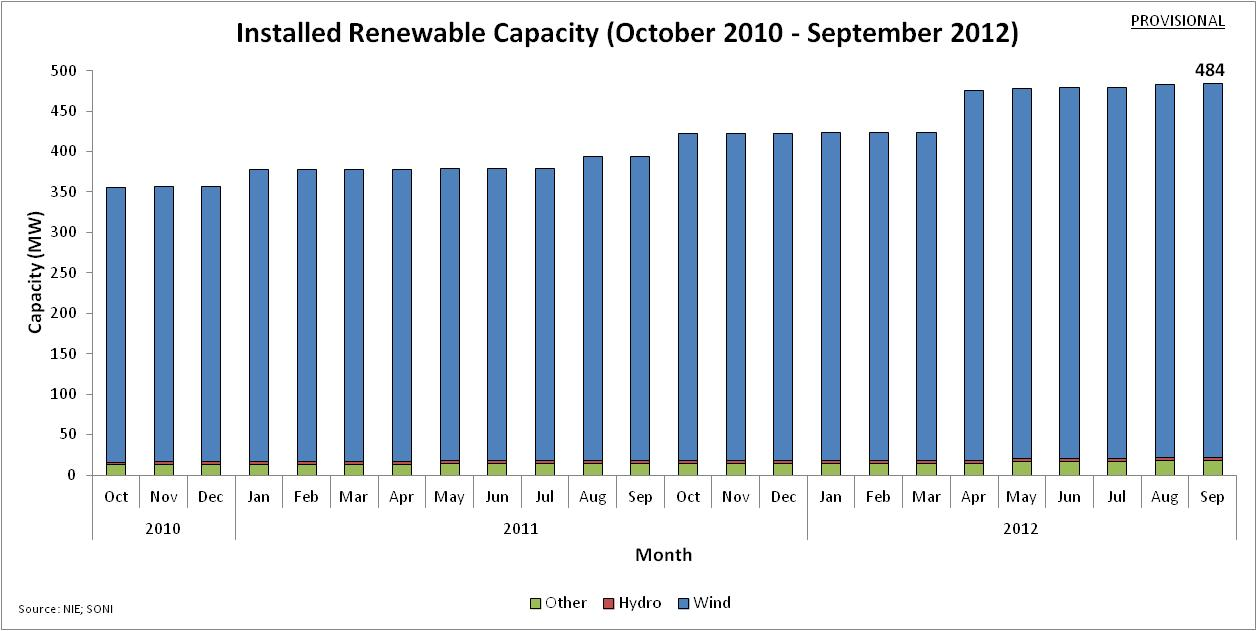 PROVISIONAL
Installed Renewable Capacity (October 2010 - September 2012)
500
450
400
350
300
250
200
150
100
50
0
Capacity (MW)
484
Oct Nov Dec Jan Feb Mar Apr May Jun Jul Aug Sep Oct Nov Dec Jan Feb Mar Apr May Jun Jul Aug Sep
2010 2011 2012
Month
Other Hydro Wind
Source: NIE; SONI